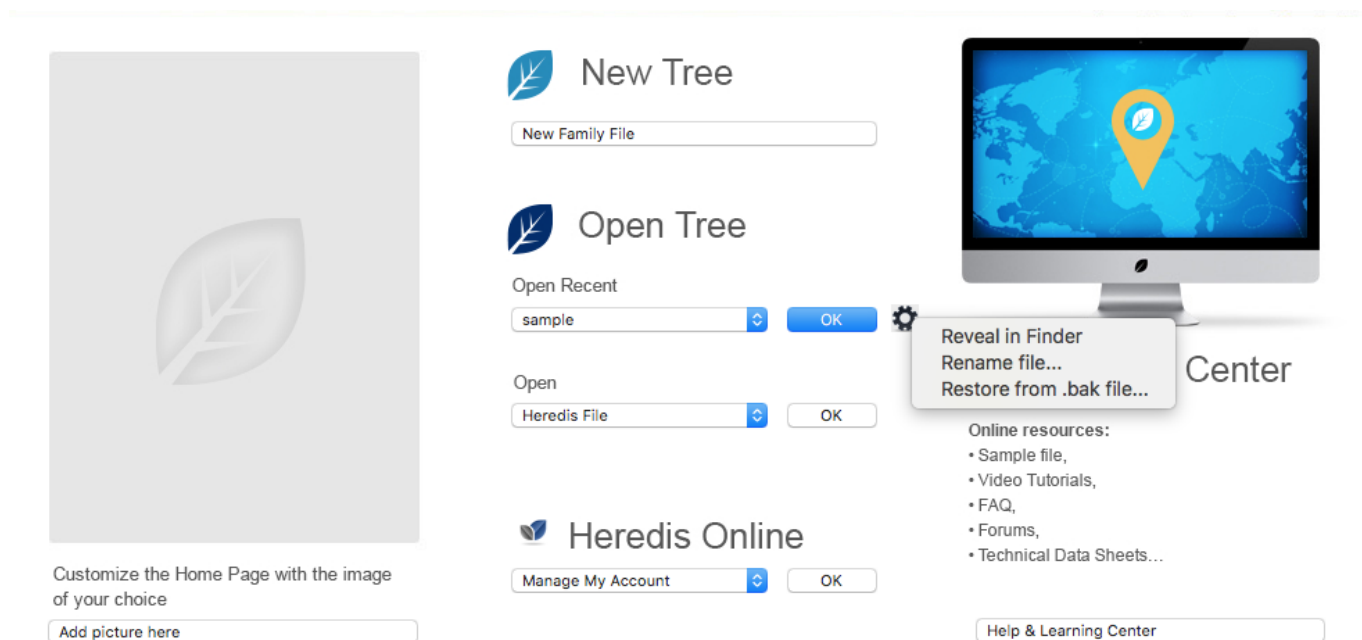 New Tree
New Family File
Open Tree
Open Recent
sample
OK
Open
Heredis File
OK
Heredis Online
Manage My Account
OK
Customize the Home Page with the image
of your choice
Add picture here
Reveal in Finder
Rename file...
Restore from .bak file...
Center
Online resources:
• Sample file,
• Video Tutorials,
• FAQ,
• Forums,
• Technical Data Sheets…
Help & Learning Center